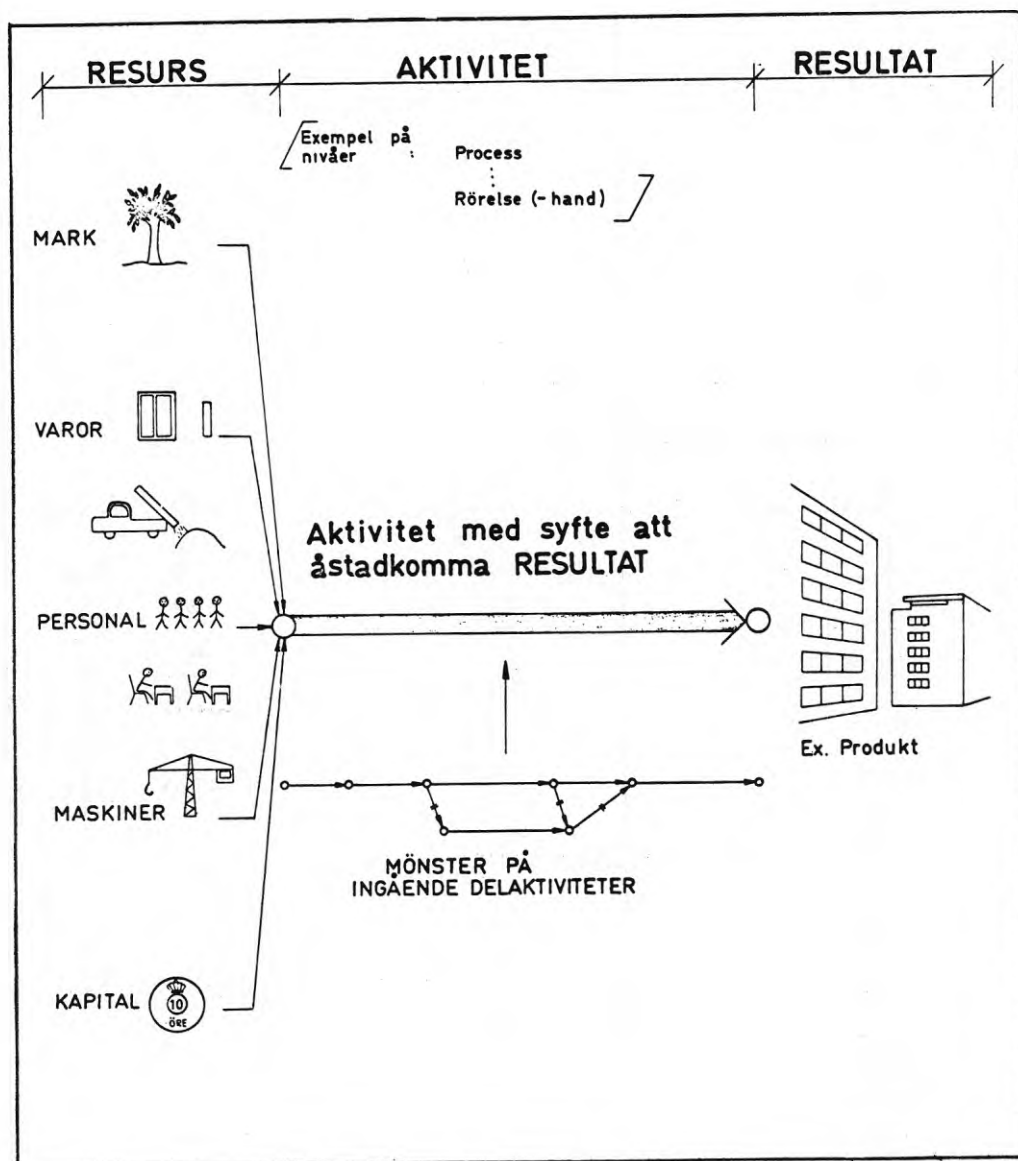 RESURS
AKTIVITET
RESULTAT
Exempel på
nivåer : Process
Rörelse (-hand)
MARK
VAROR
Aktivitet med syfte att
åstadkomma RESULTAT
PERSONAL
Ex. Produkt
MASKINER
MÖNSTER PÅ
INGÅENDE DELAKTIVITETER
KAPITAL
10
ÖRE